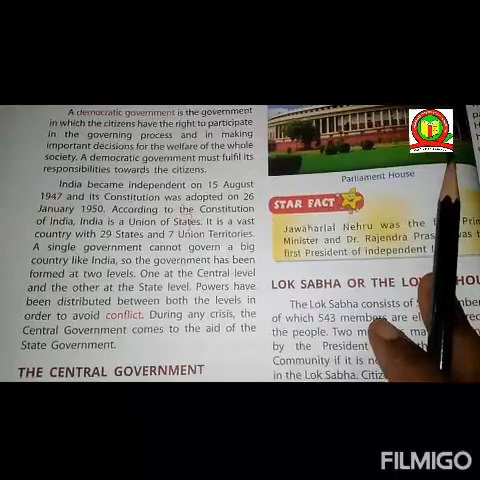 A democratic government is the government
in which the citizens have the right to participate
in the governing process and in making
important decisions for the welfare of the whole
society. A democratic government must fulfil its
responsibilities towards the citizens.
India became independent on 15 August
1947 and its Constitution was adopted on 26
January 1950. According to the Constitution
of India, India is a Union of States. It is a vast
country with 29 States and 7 Union Territories.
A single government cannot govern a big
country like India, so the government has been
formed at two levels. One at the Central level
and the other at the State level. Powers have
been distributed between both the levels in
order to avoid conflict. During any crisis, the
Central Government comes to the aid of the
State Government.
THE CENTRAL GOVERNMENT
Parliament House
STAR FACT
Jawaharlal Nehru was the
Minister and Dr. Rajendra
first President of independent
LOK SABHA OR THE
The Lok Sabha consists of
of which 543 members are
the people. Two
by the President
Community if it is
in the Lok Sabha.
FILMIGO